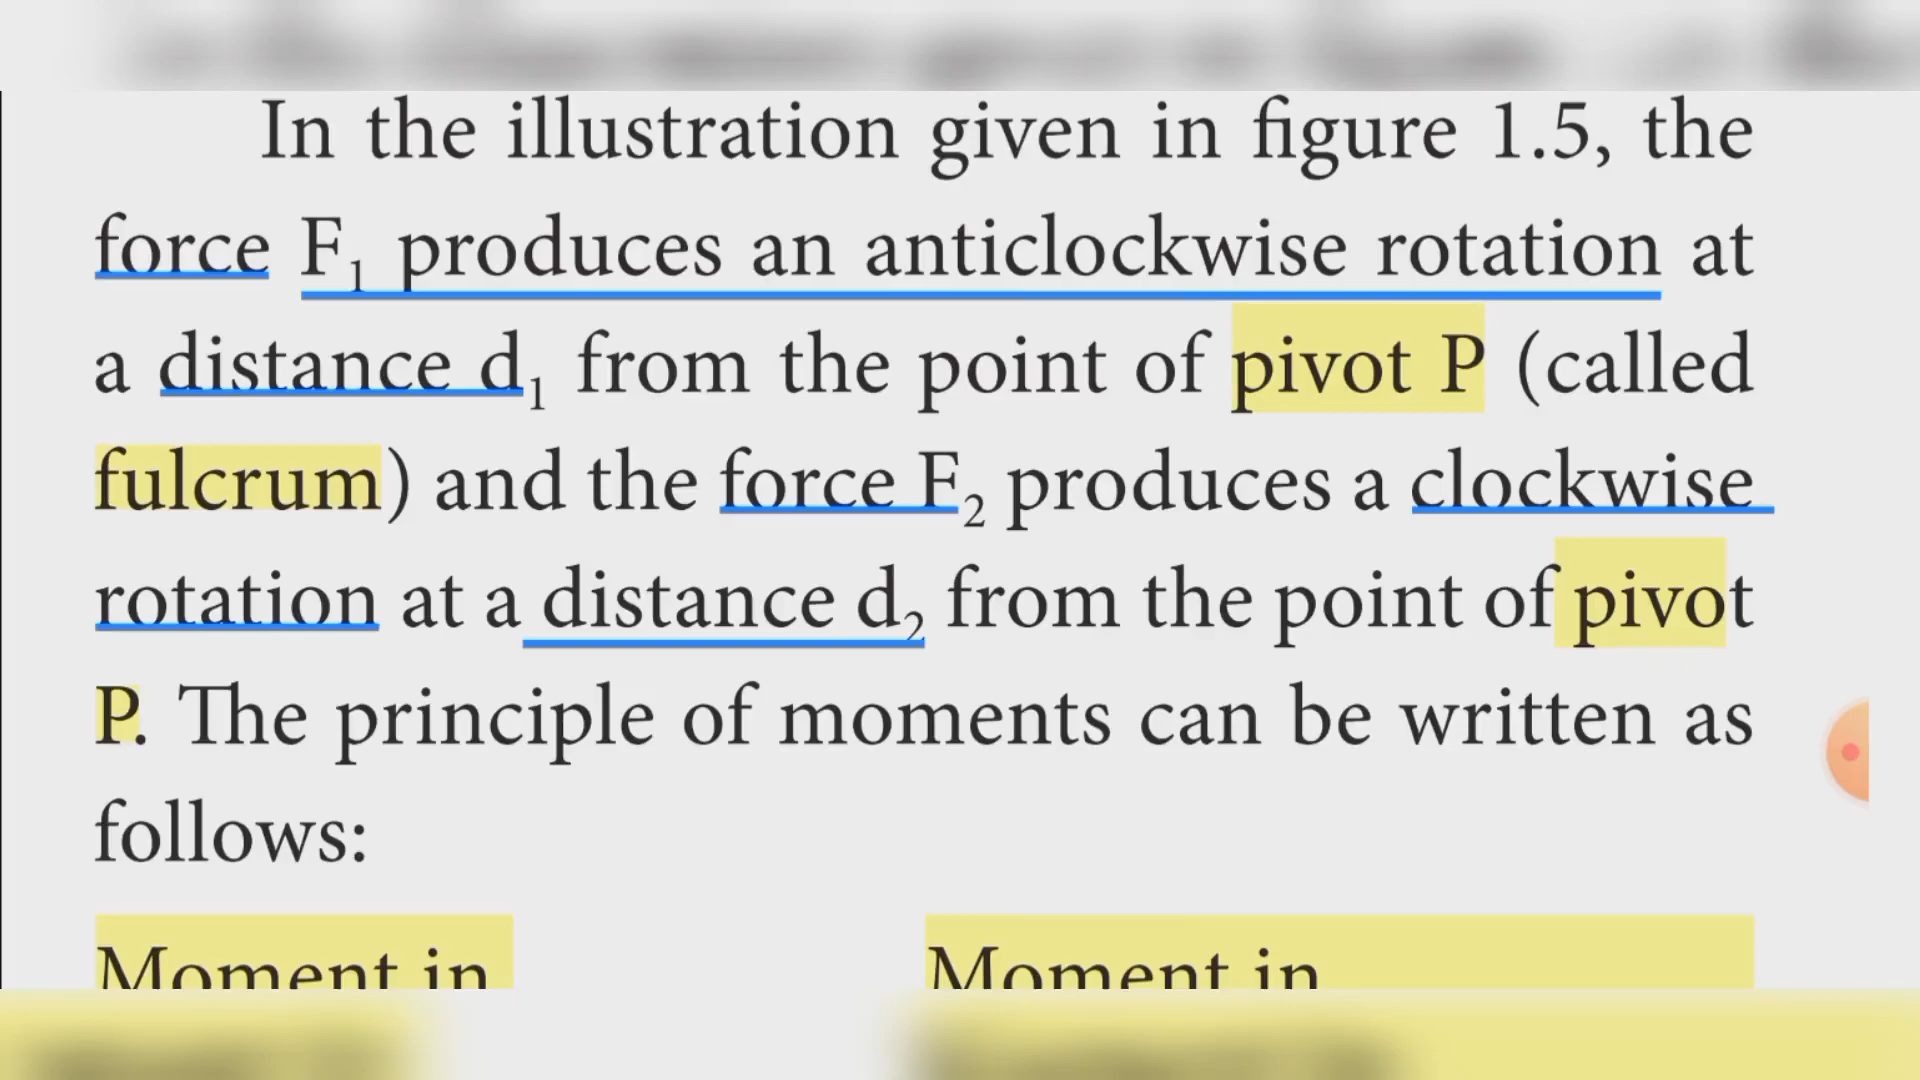 In the illustration given in figure 1.5, the
force F₁ produces an anticlockwise rotation at
a distance d₁ from the point of pivot P (called
fulcrum) and the force F₂ produces a clockwise
rotation at a distance d₂ from the point of pivot
P. The principle of moments can be written as
follows:
Moment in Moment in